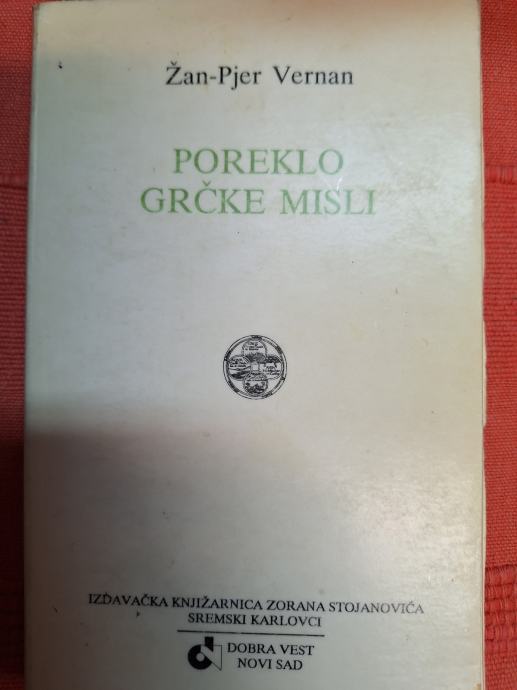 Žan-Pjer Vernan
POREKLO
GRČKE MISLI
IZDAVAČKA KNJIŽARNICA ZORANA STOJANOVIĆA
SREMSKI KARLOVCI
DOBRA VEST
NOVI SAD